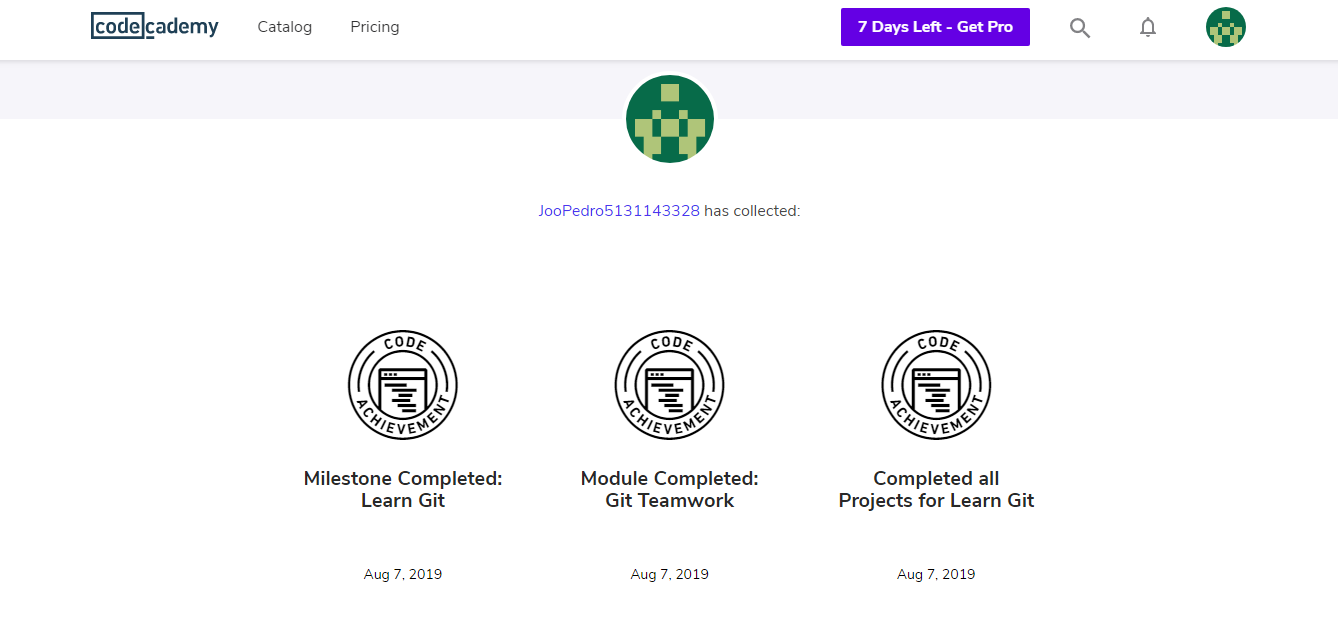 codecademy
Catalog
Pricing
7 Days Left - Get Pro
JooPedro5131143328 has collected:
CODE
ACHIEVEMENT
CODE
ACHIEVEMENT
CODE
ACHIEVEMENT
Milestone Completed:
Learn Git
Module Completed:
Git Teamwork
Completed all
Projects for Learn Git
Aug 7, 2019
Aug 7, 2019
Aug 7, 2019